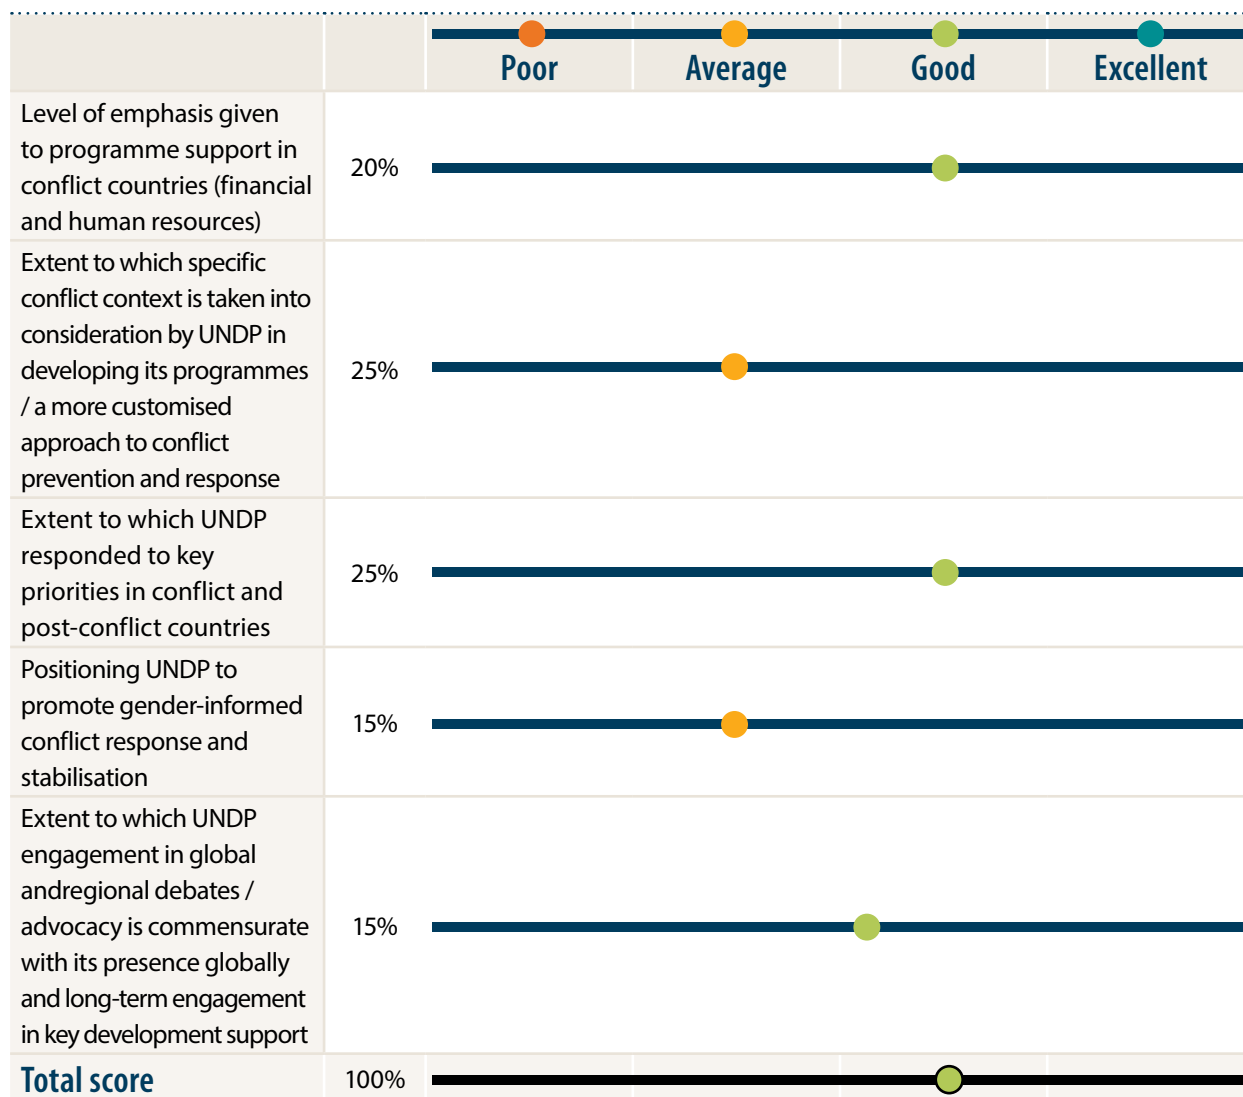 Poor Average Good Excellent
Level of emphasis given
to programme support in
conflict countries (financial
and human resources)
20%
Extent to which specific
conflict context is taken into
consideration by UNDP in
developing its programmes
/ a more customised
approach to conflict
prevention and response
25%
Extent to which UNDP
responded to key
priorities in conflict and
post-conflict countries
25%
Positioning UNDP to
promote gender-informed
conflict response and
stabilisation
15%
Extent to which UNDP
engagement in global
andregional debates /
advocacy is commensurate
with its presence globally
and long-term engagement
in key development support
15%
Total score 100%